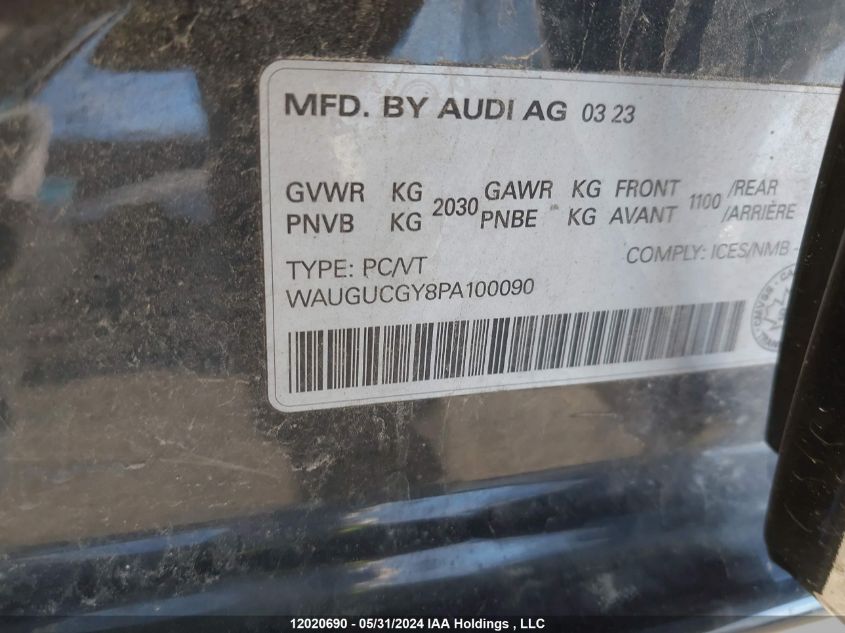 MFD. BY AUDI AG 03 23
GVWR KG 2030 GAWR KG FRONT 1100 /REAR
PNVB KG PNBE KG AVANT /ARRIÈRE
COMPLY: ICES/NMB -
TYPE: PC/VT
WAUGUCGY8PA100090
12020690 - 05/31/2024 IAA Holdings , LLC